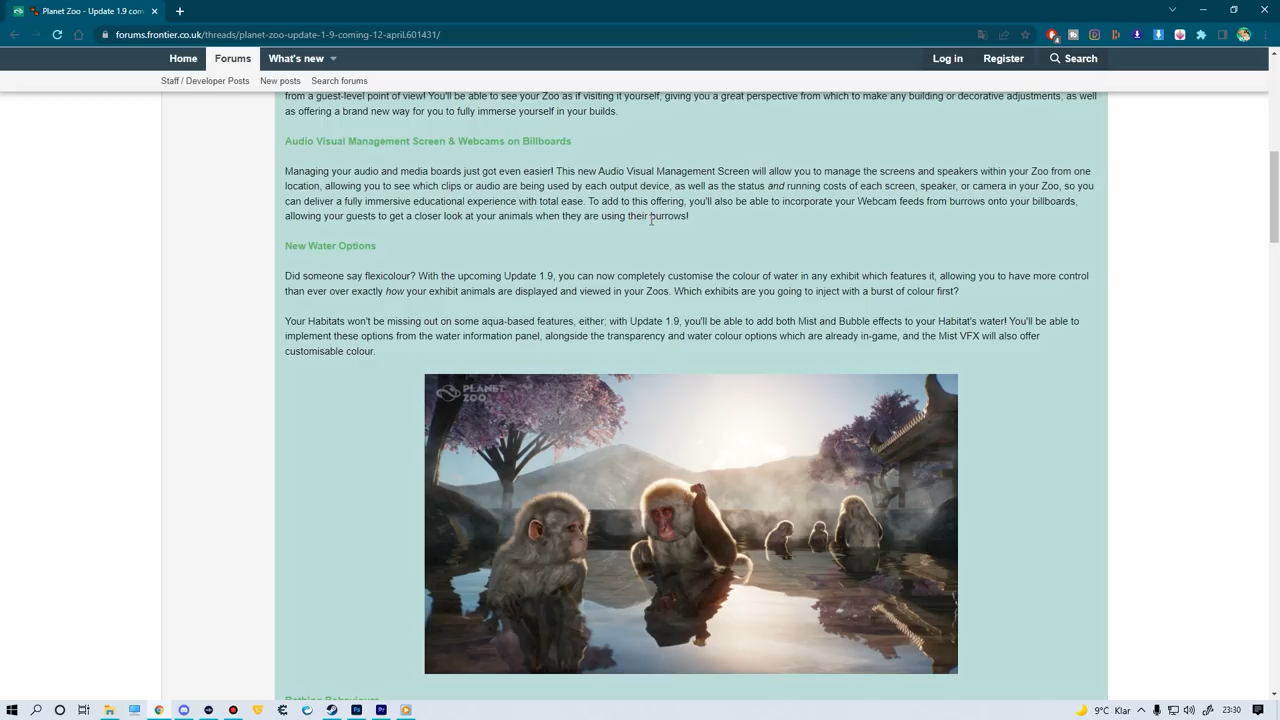 Planet Zoo - Update 1.9 com
forums.frontier.co.uk/threads/planet-zoo-update-1-9-coming-12-april.601431/
Home Forums What's new Log in Register Search
Staff / Developer Posts New posts Search forums
from a guest-level point of view! You'll be able to see your Zoo as if visiting it yourself, giving you a great perspective from which to make any building or decorative adjustments, as well
as offering a brand new way for you to fully immerse yourself in your builds.
Audio Visual Management Screen & Webcams on Billboards
Managing your audio and media boards just got even easier! This new Audio Visual Management Screen will allow you to manage the screens and speakers within your Zoo from one
location, allowing you to see which clips or audio are being used by each output device, as well as the status and running costs of each screen, speaker, or camera in your Zoo, so you
can deliver a fully immersive educational experience with total ease. To add to this offering, you'll also be able to incorporate your Webcam feeds from burrows onto your billboards,
allowing your guests to get a closer look at your animals when they are using their burrows!
New Water Options
Did someone say flexicolour? With the upcoming Update 1.9, you can now completely customise the colour of water in any exhibit which features it, allowing you to have more control
than ever over exactly how your exhibit animals are displayed and viewed in your Zoos. Which exhibits are you going to inject with a burst of colour first?
Your Habitats won't be missing out on some aqua-based features, either; with Update 1.9, you'll be able to add both Mist and Bubble effects to your Habitat's water! You'll be able to
implement these options from the water information panel, alongside the transparency and water colour options which are already in-game, and the Mist VFX will also offer
customisable colour.
PLANET
ZOO
Bathing Behaviours
9°C Klar 23:30